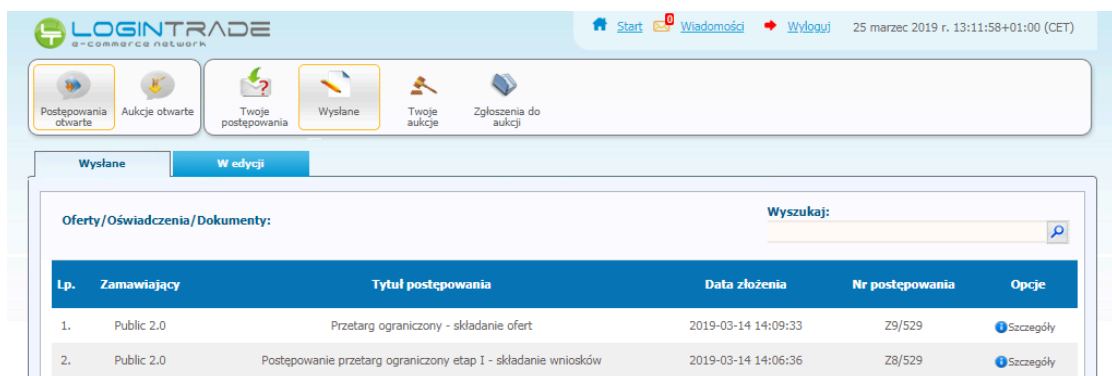 LOGINTRADE
e-commerce network
Start 0 Wiadomości Wyloguj 25 marzec 2019 r. 13:11:58+01:00 (CET)
Postępowania otwarte Aukcje otwarte Twoje postępowania Wysłane Twoje aukcje Zgłoszenia do aukcji
Wysłane W edycji
Oferty/Oświadczenia/Dokumenty: Wyszukaj:
Lp. Zamawiający Tytuł postępowania Data złożenia Nr postępowania Opcje
1. Public 2.0 Przetarg ograniczony - składanie ofert 2019-03-14 14:09:33 Z9/529 Szczegóły
2. Public 2.0 Postępowanie przetarg ograniczony etap I - składanie wniosków 2019-03-14 14:06:36 Z8/529 Szczegóły